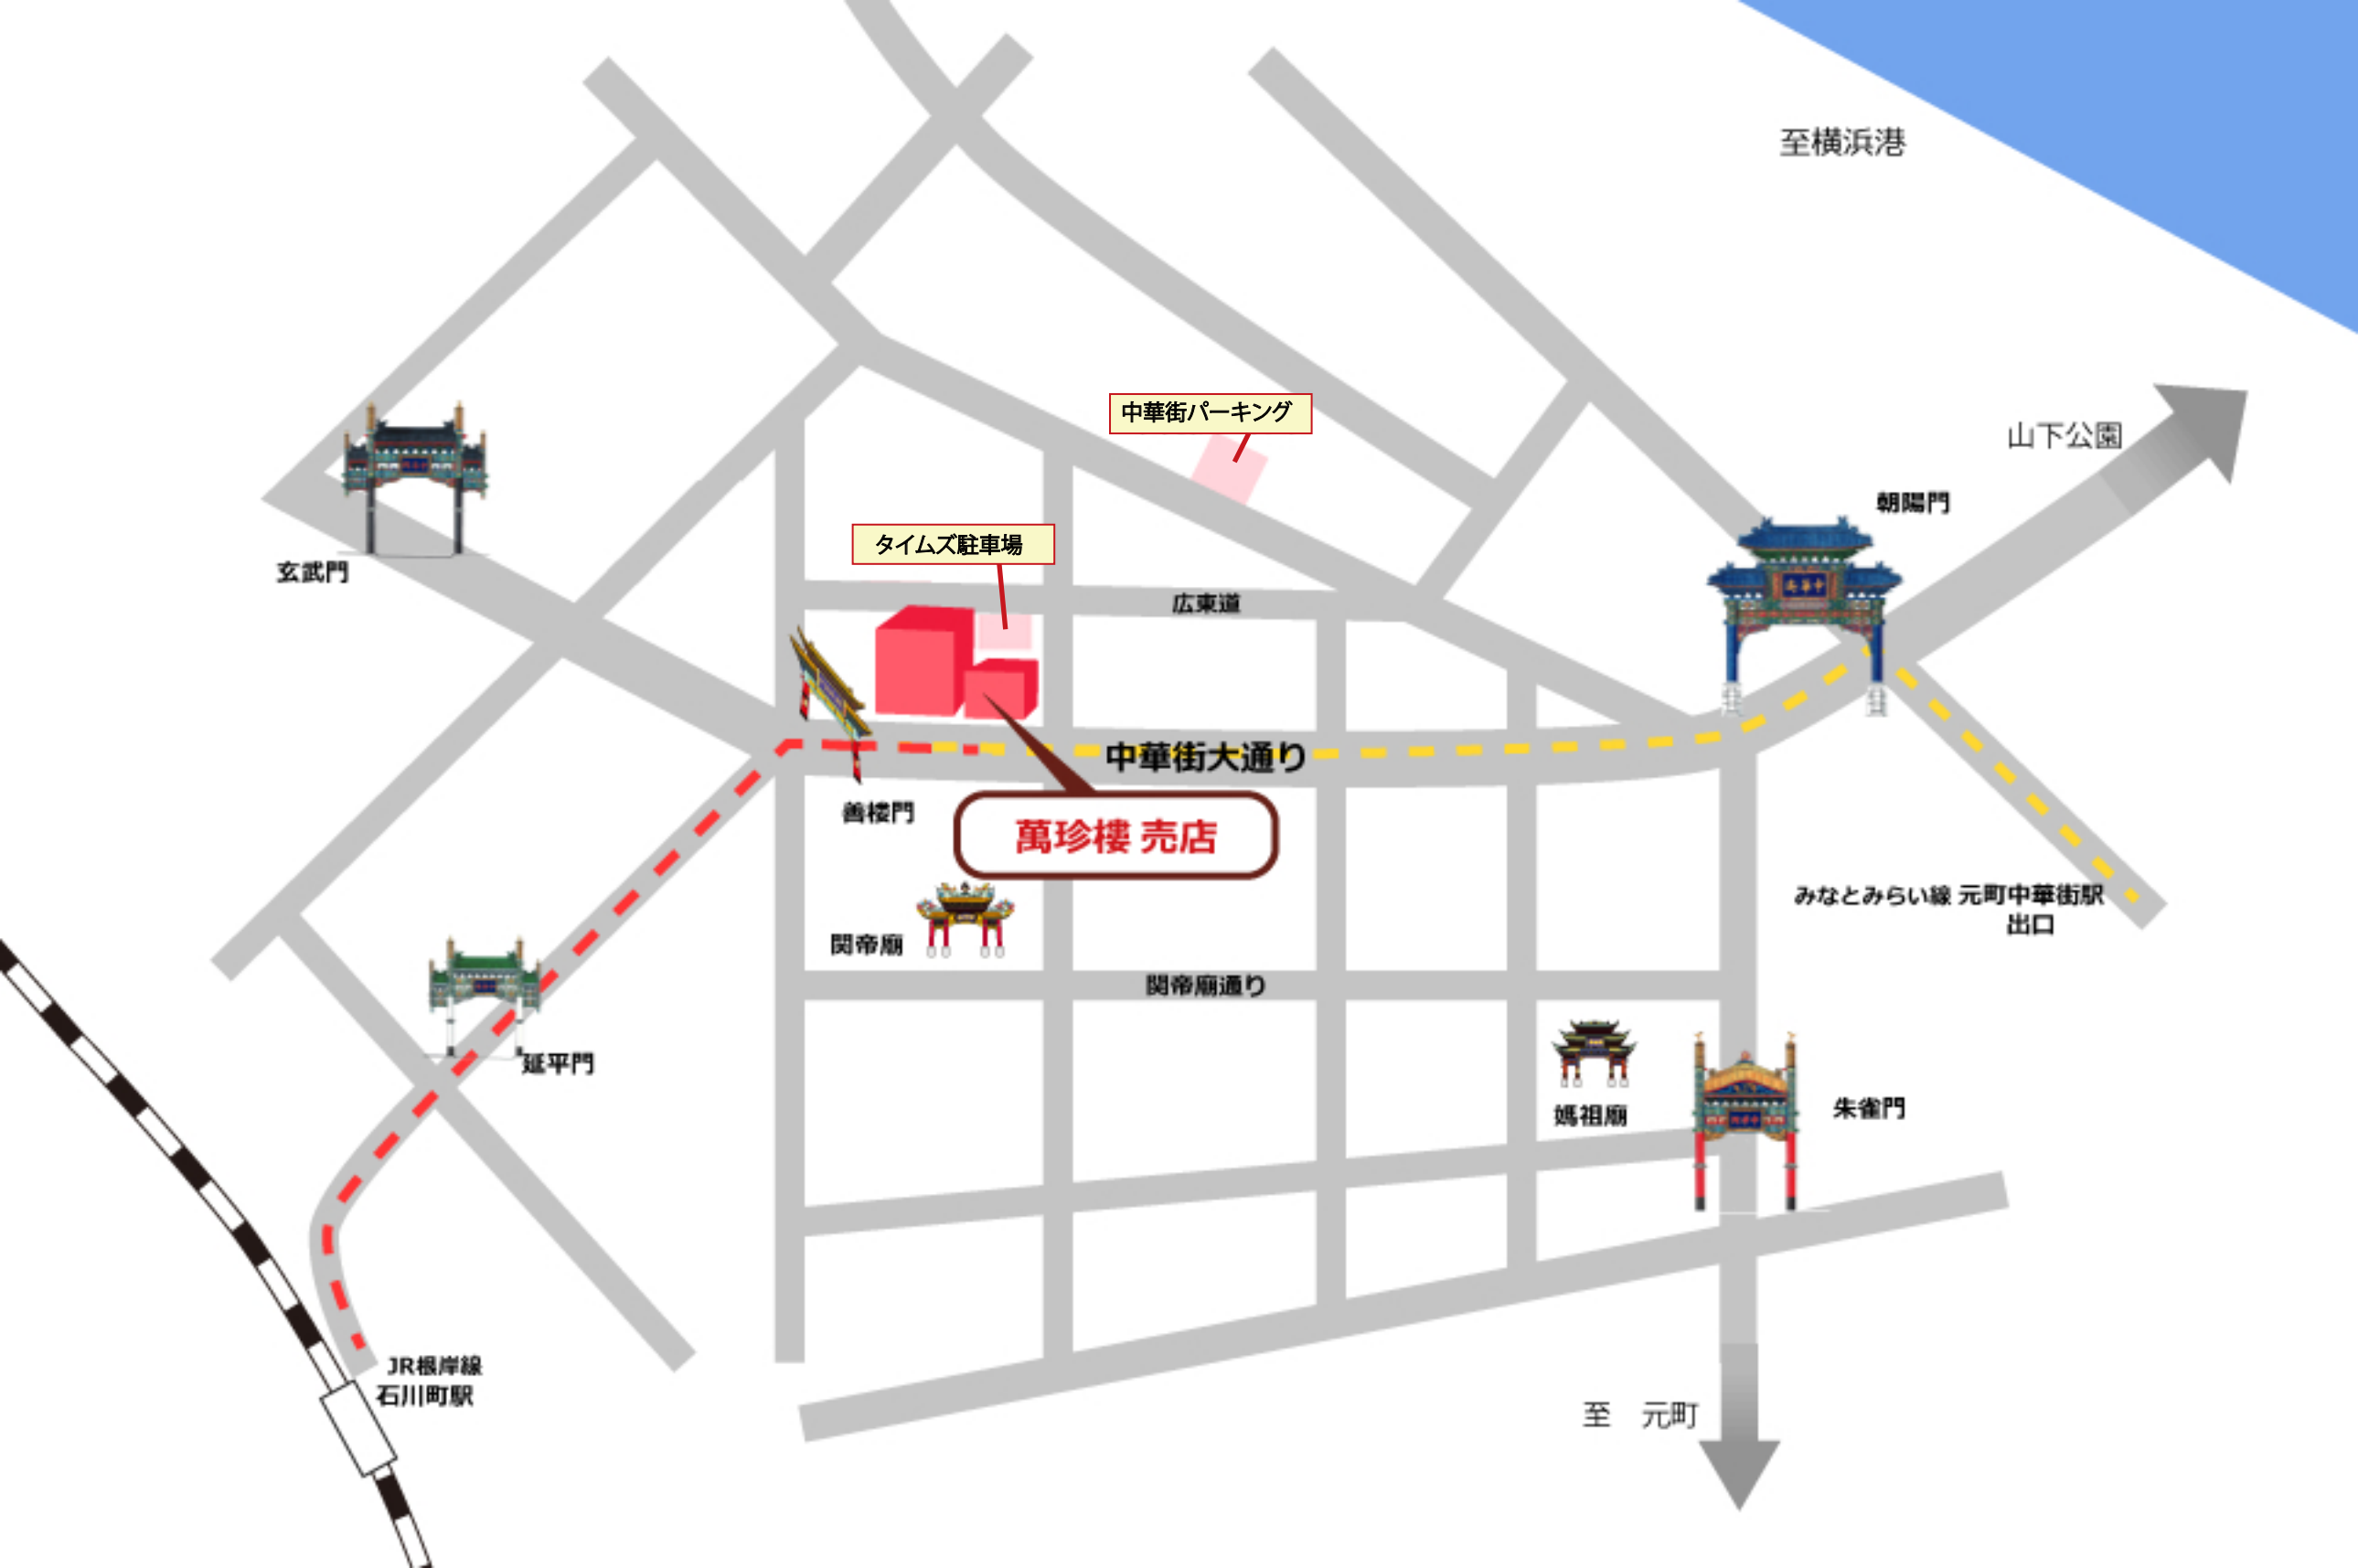 至横浜港
中華街パーキング
山下公園
朝陽門
タイムズ駐車場
玄武門
広東道
中華街大通り
善楼門
萬珍樓 売店
みなとみらい線 元町中華街駅
出口
関帝廟
関帝廟通り
延平門
媽祖廟
朱雀門
JR根岸線
石川町駅
至 元町